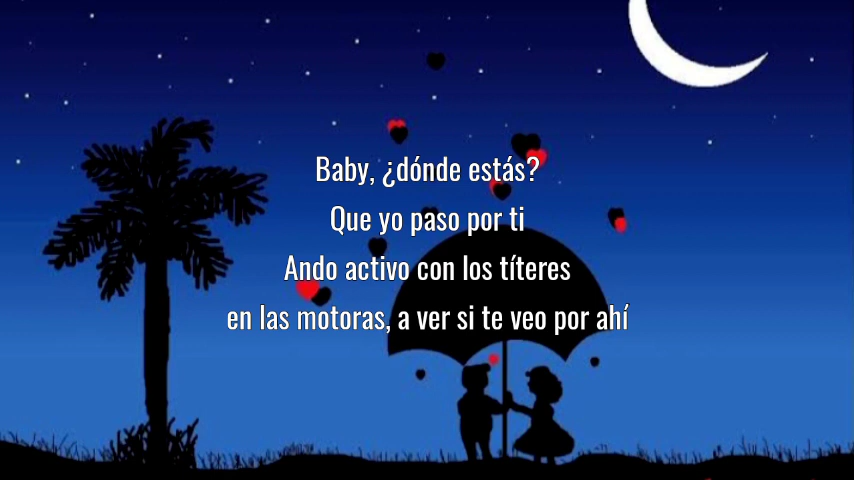 Baby, ¿dónde estás?
Que yo paso por ti
Ando activo con los títeres
en las motoras, a ver si te veo por ahí